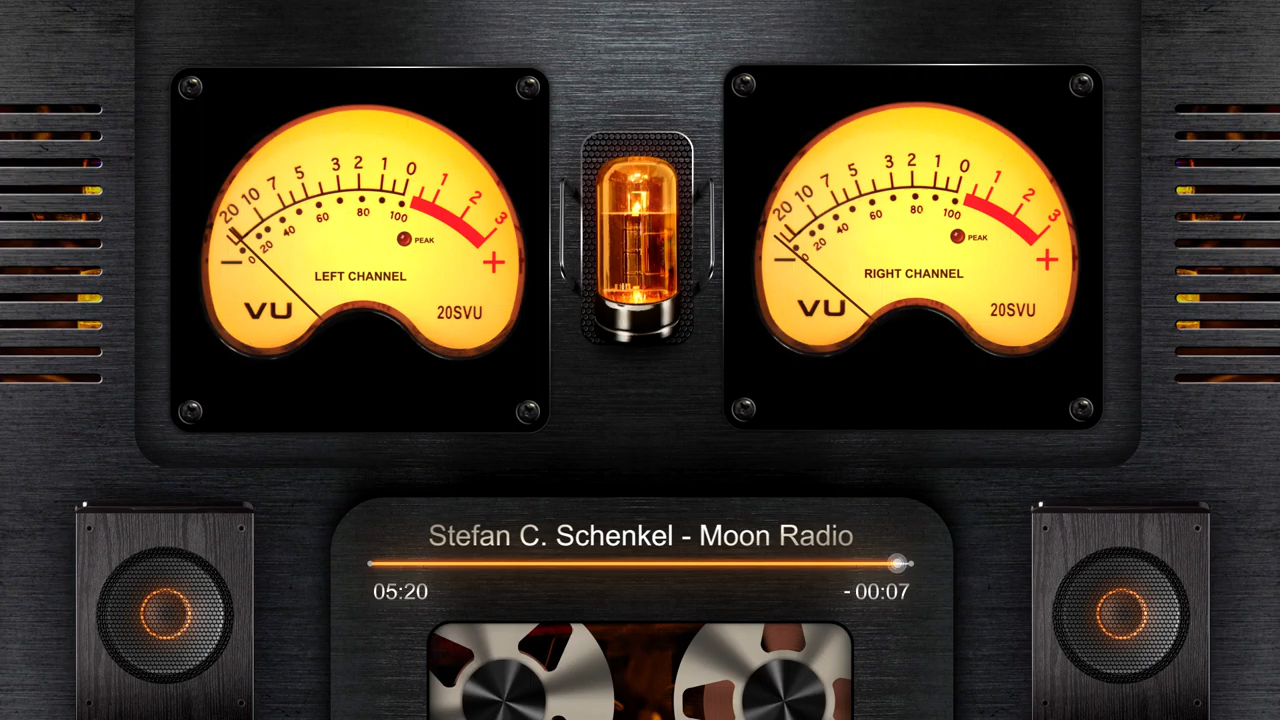 20 10 7 5 3 2 1 0 1 2 3
0 20 40 60 80 100
PEAK
− +
LEFT CHANNEL
VU 20SVU
20 10 7 5 3 2 1 0 1 2 3
0 20 40 60 80 100
PEAK
− +
RIGHT CHANNEL
VU 20SVU
Stefan C. Schenkel - Moon Radio
05:20 - 00:07